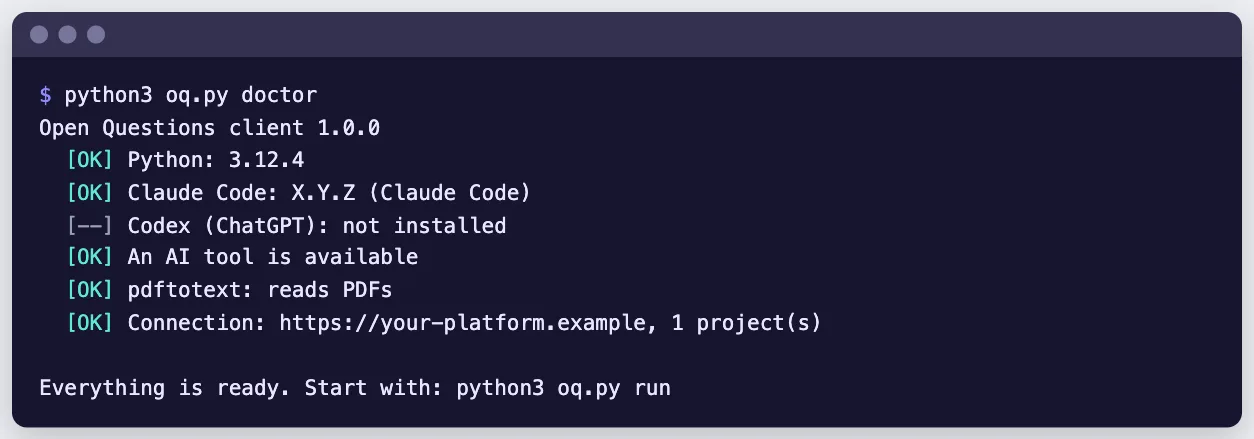 $ python3 oq.py doctor
Open Questions client 1.0.0
[OK] Python: 3.12.4
[OK] Claude Code: X.Y.Z (Claude Code)
[--] Codex (ChatGPT): not installed
[OK] An AI tool is available
[OK] pdftotext: reads PDFs
[OK] Connection: https://your-platform.example, 1 project(s)
Everything is ready. Start with: python3 oq.py run